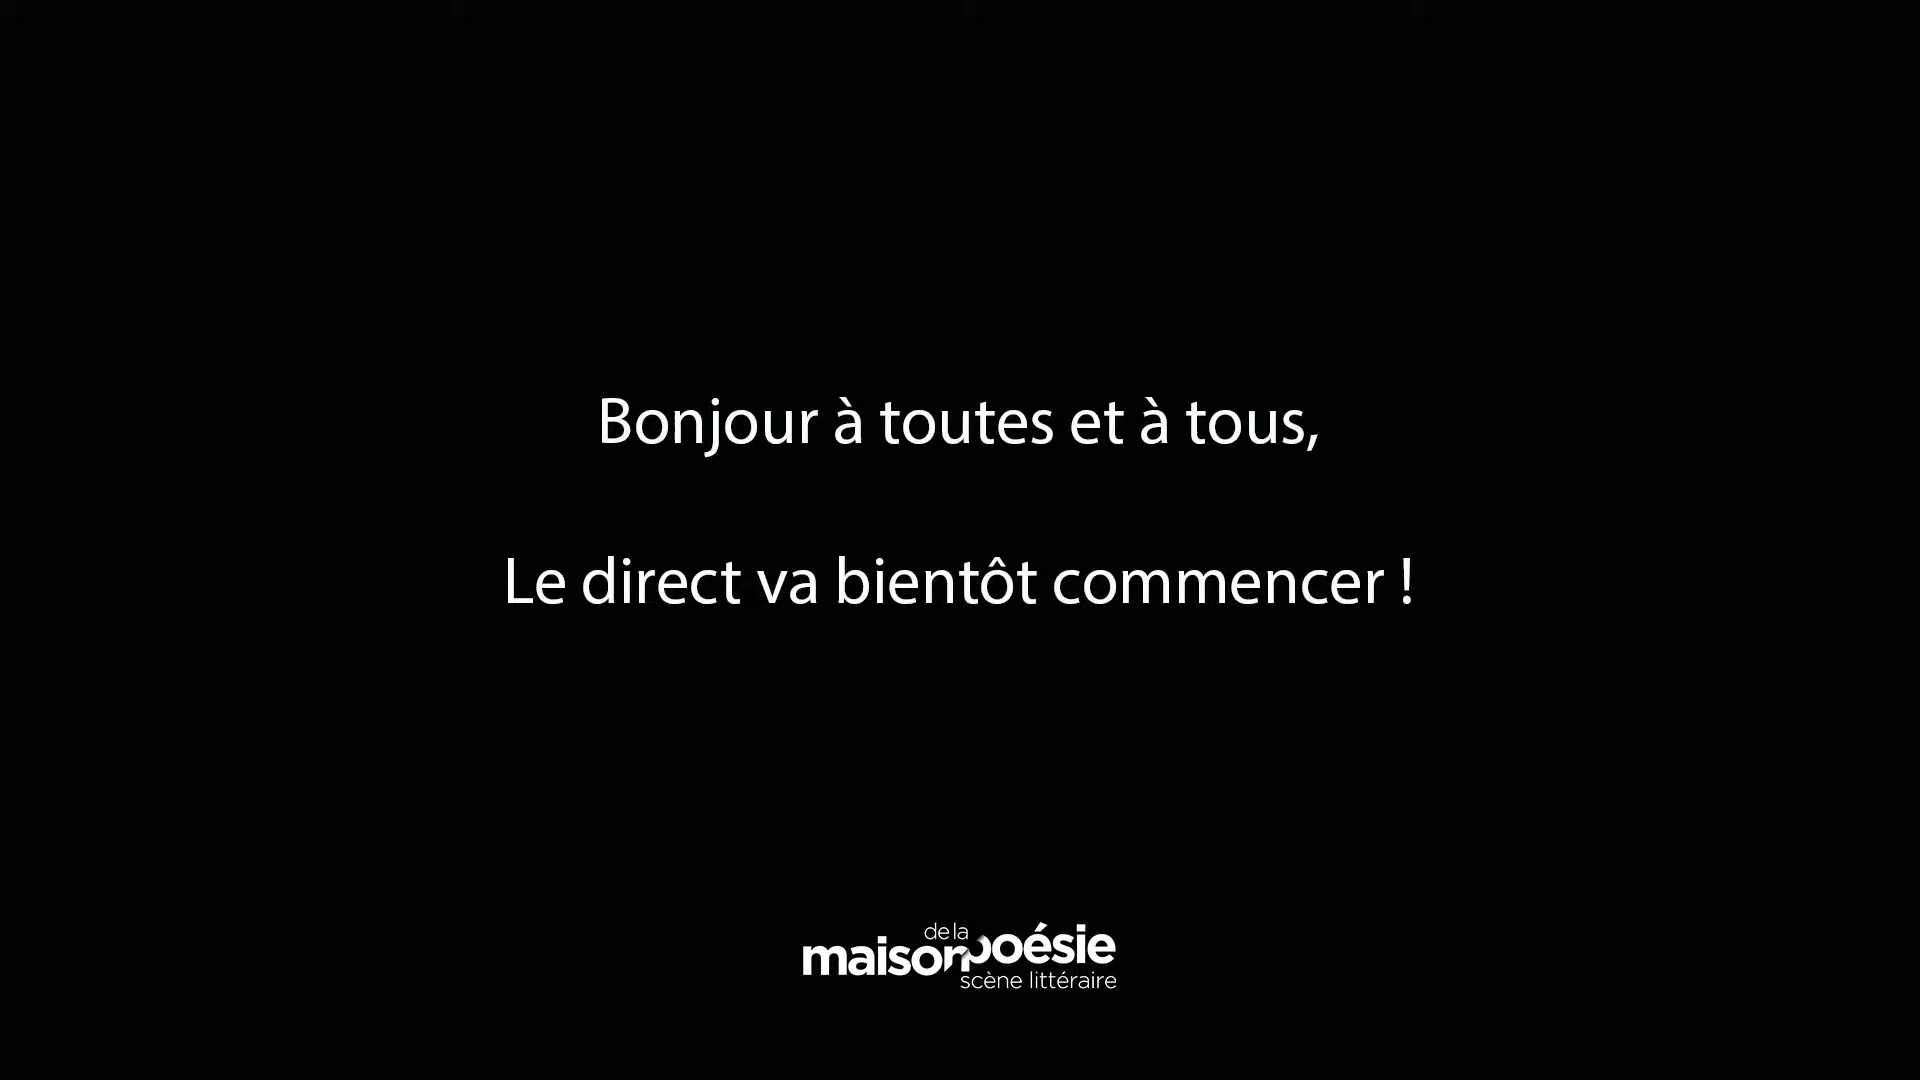 Bonjour à toutes et à tous,
Le direct va bientôt commencer !
de la
maison poésie
scène littéraire